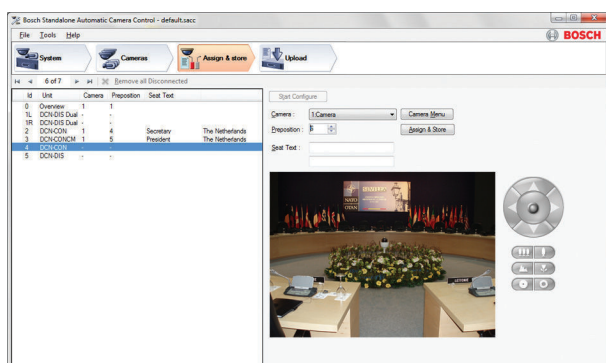 Bosch Standalone Automatic Camera Control - default.sacc
File Tools Help
BOSCH
System Cameras Assign & store Upload
6 of 7 Remove all Disconnected
Id Unit Camera Preposition Seat Text
0 Overview 1 1
1L DCN-DIS Dual - -
1R DCN-DIS Dual - -
2 DCN-CON 1 4 Secretary The Netherlands
3 DCN-CONCM 1 5 President The Netherlands
4 DCN-CON - -
5 DCN-DIS - -
Start Configure
Camera : 1:Camera Camera Menu
Preposition : Assign & Store
Seat Text :
NATO
OTAN